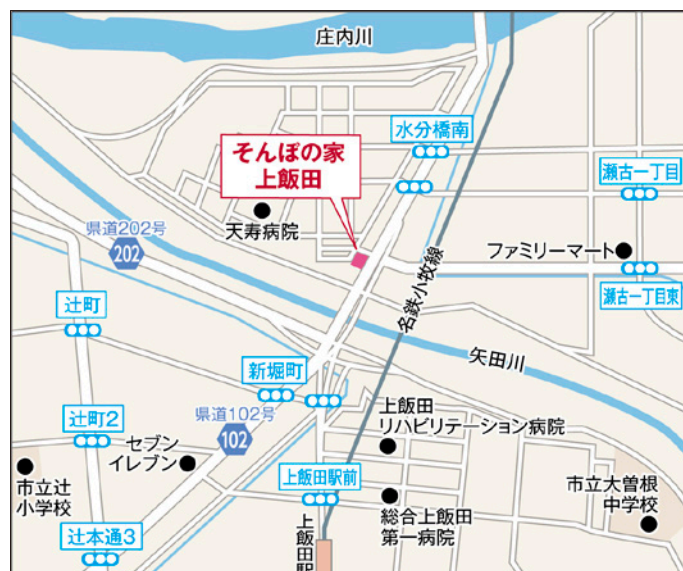 庄内川
水分橋南
そんぽの家
上飯田
瀬古一丁目
天寿病院
県道202号
202
ファミリーマート
瀬古一丁目東
名鉄小牧線
辻町
矢田川
新堀町
県道102号
102
上飯田
リハビリテーション病院
辻町2
セブン
イレブン
上飯田駅前
市立辻
小学校
総合上飯田
第一病院
市立大曽根
中学校
辻本通3
上飯田